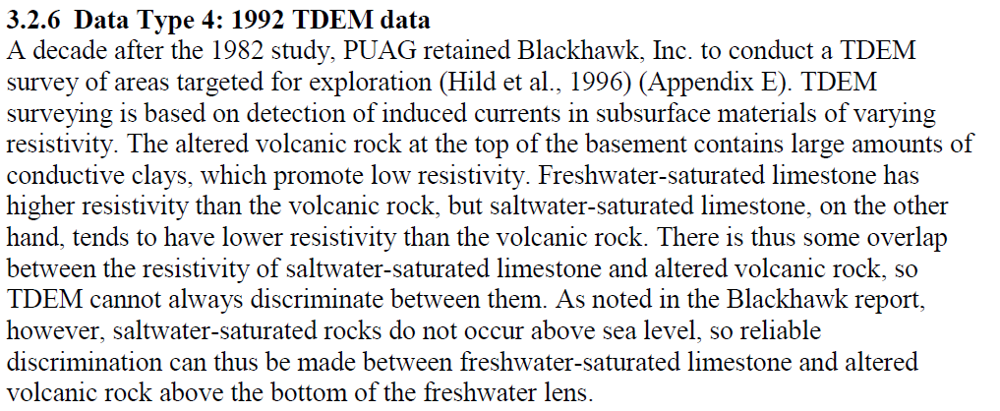 3.2.6 Data Type 4: 1992 TDEM data
A decade after the 1982 study, PUAG retained Blackhawk, Inc. to conduct a TDEM
survey of areas targeted for exploration (Hild et al., 1996) (Appendix E). TDEM
surveying is based on detection of induced currents in subsurface materials of varying
resistivity. The altered volcanic rock at the top of the basement contains large amounts of
conductive clays, which promote low resistivity. Freshwater-saturated limestone has
higher resistivity than the volcanic rock, but saltwater-saturated limestone, on the other
hand, tends to have lower resistivity than the volcanic rock. There is thus some overlap
between the resistivity of saltwater-saturated limestone and altered volcanic rock, so
TDEM cannot always discriminate between them. As noted in the Blackhawk report,
however, saltwater-saturated rocks do not occur above sea level, so reliable
discrimination can thus be made between freshwater-saturated limestone and altered
volcanic rock above the bottom of the freshwater lens.